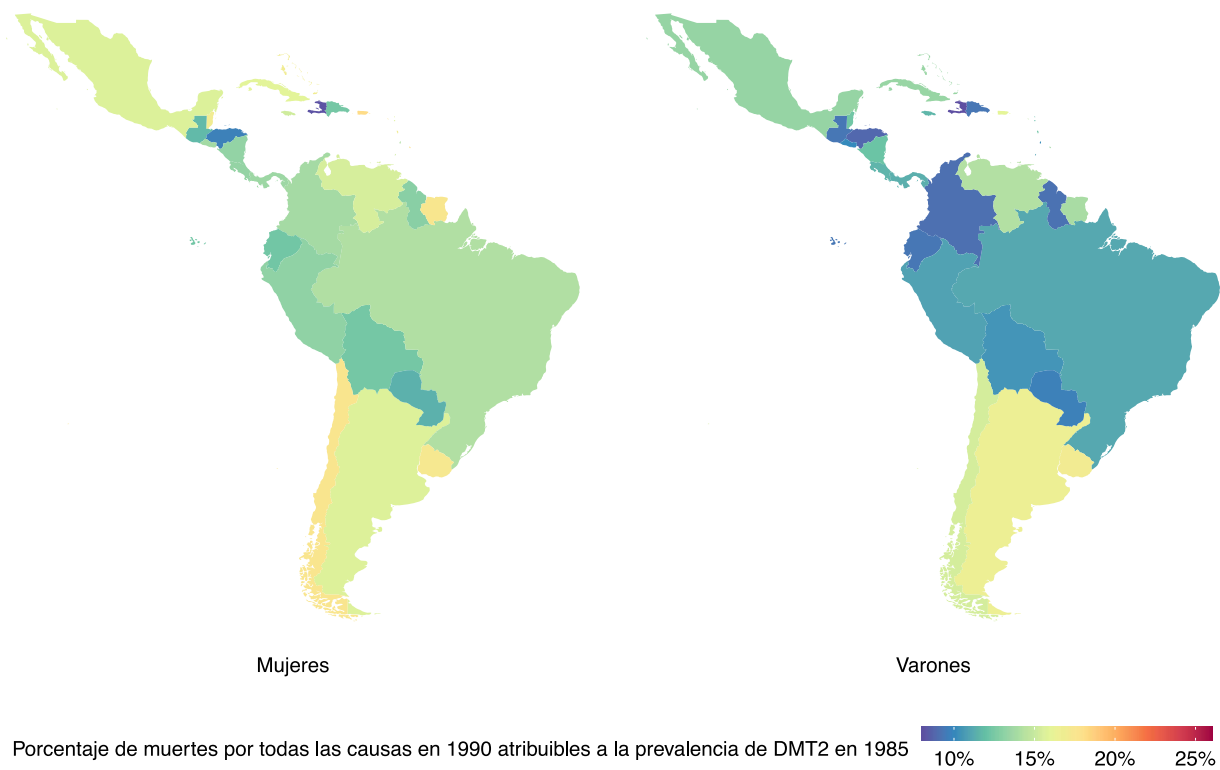 Mujeres
Varones
Porcentaje de muertes por todas las causas en 1990 atribuibles a la prevalencia de DMT2 en 1985
10% 15% 20% 25%